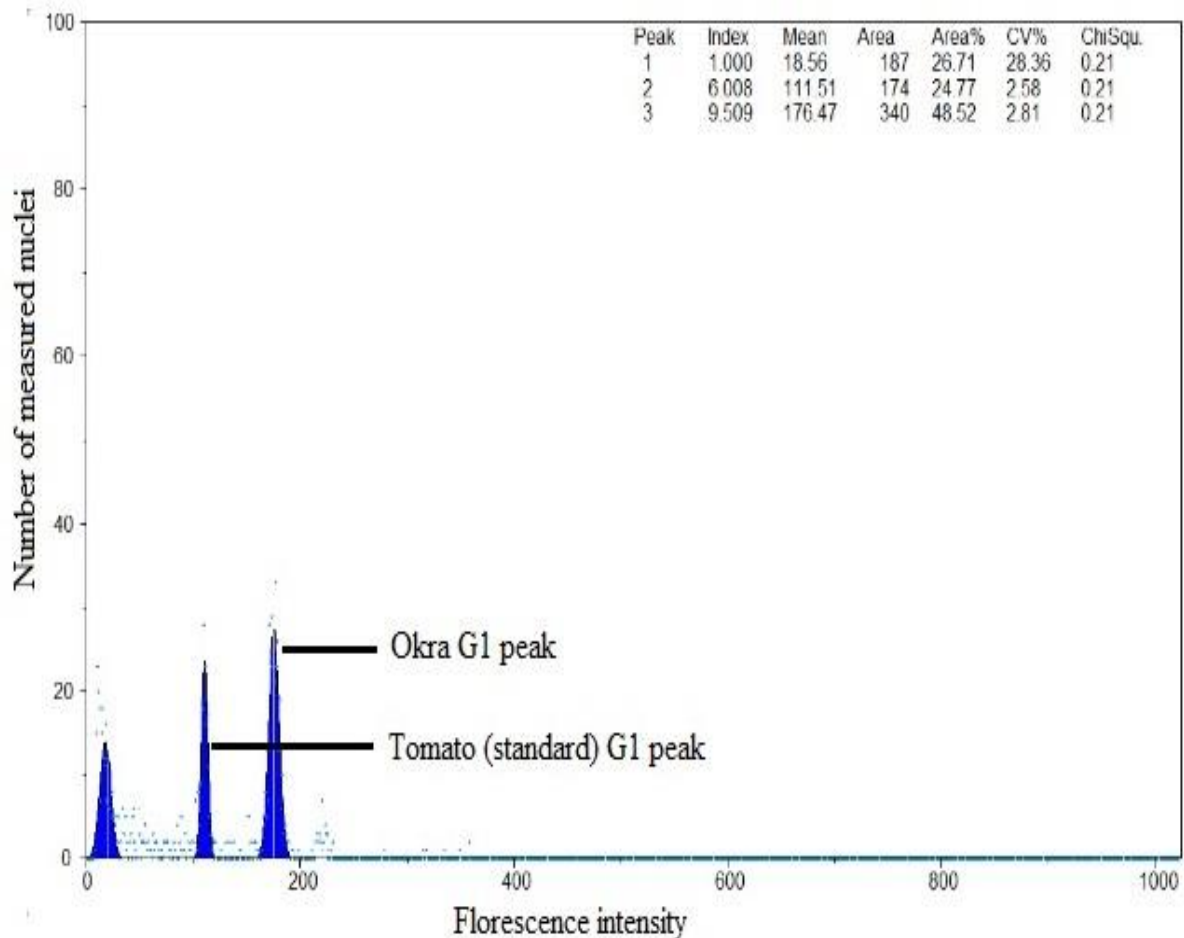 Number of measured nuclei
100
80
60
40
20
0
Peak Index Mean Area Area% CV% ChiSqu.
1 1.000 18.56 187 26.71 28.36 0.21
2 6.008 111.51 174 24.77 2.58 0.21
3 9.509 176.47 340 48.52 2.81 0.21
Okra G1 peak
Tomato (standard) G1 peak
0 200 400 600 800 1000
Florescence intensity